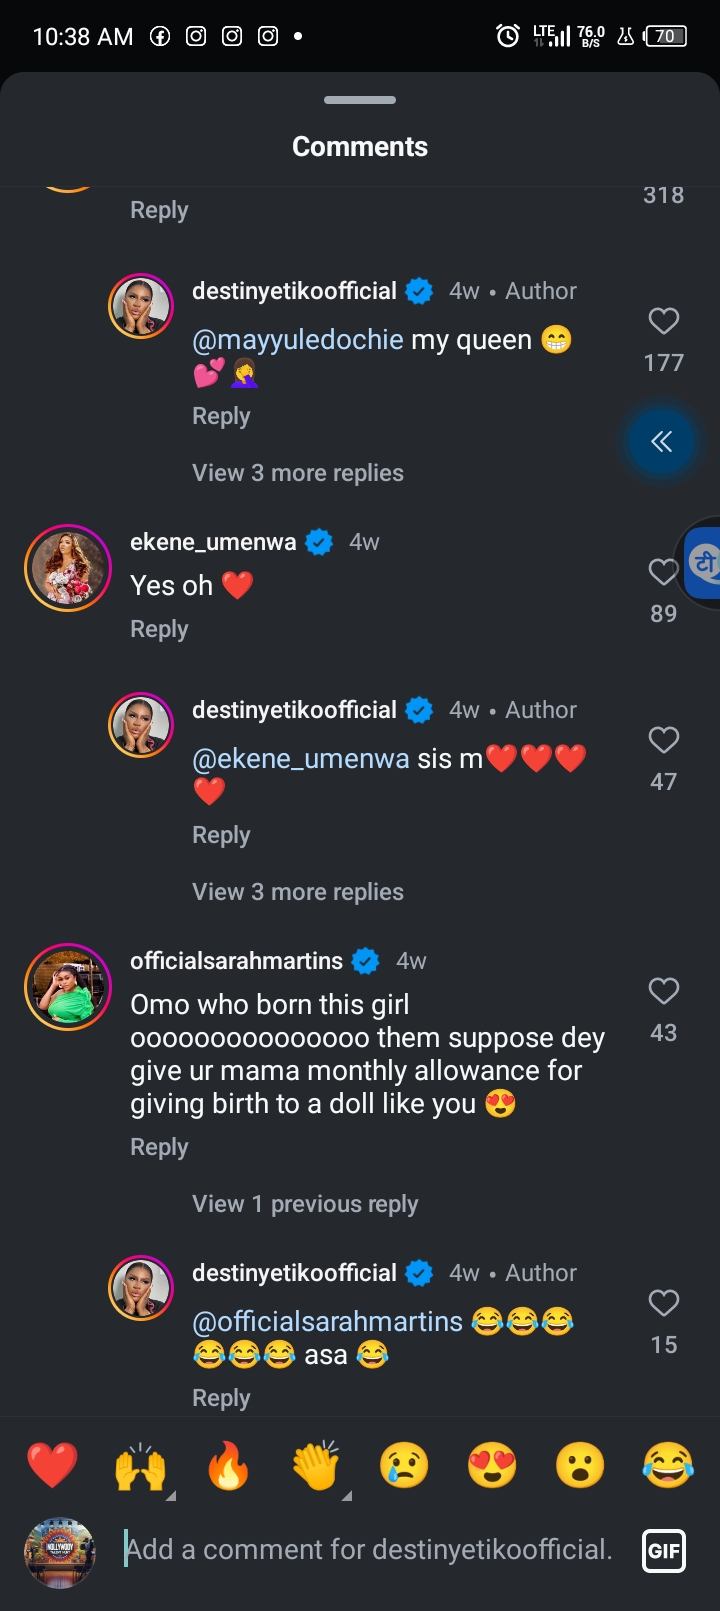 10:38 AM LTE 76.0 B/S 70
Comments
318
Reply
destinyetikoofficial 4w • Author
@mayyuledochie my queen 😁
💕🤦‍♀️
177
Reply
View 3 more replies
ekene_umenwa 4w
Yes oh ❤️
टी
89
Reply
destinyetikoofficial 4w • Author
@ekene_umenwa sis m❤️❤️❤️
❤️
47
Reply
View 3 more replies
officialsarahmartins 4w
Omo who born this girl
ooooooooooooooo them suppose dey
43
give ur mama monthly allowance for
giving birth to a doll like you 😍
Reply
View 1 previous reply
destinyetikoofficial 4w • Author
@officialsarahmartins 😂😂😂
😂😂😂 asa 😂
15
Reply
❤️🙌🔥👏😢😍😮😂
NOLLYWOOD
Add a comment for destinyetikoofficial. GIF